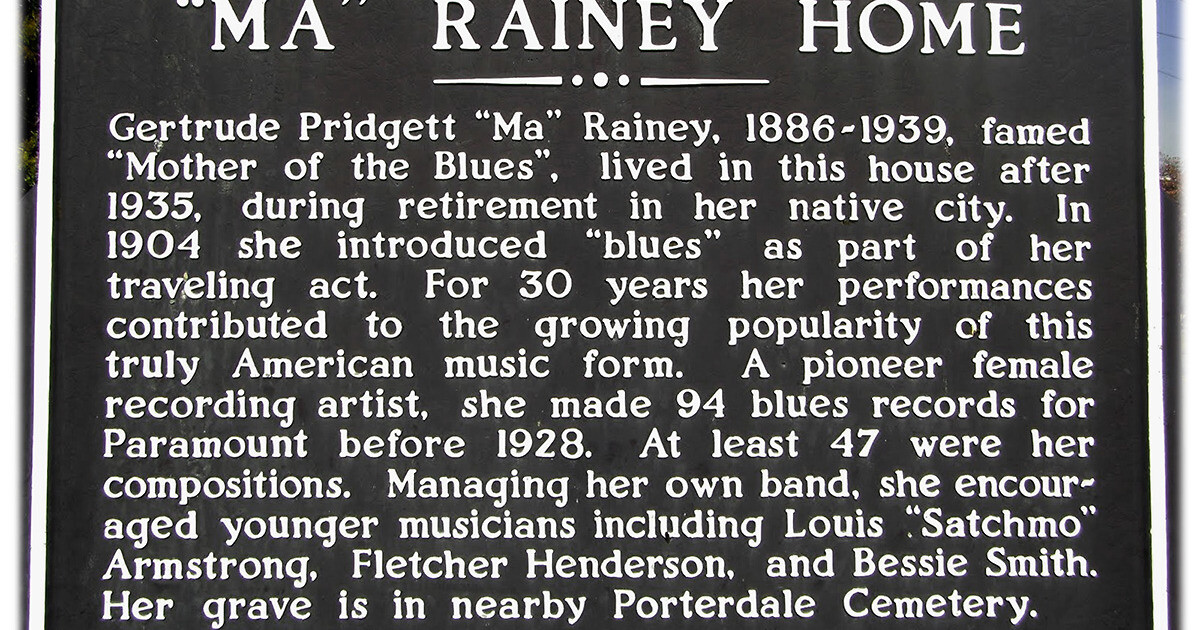 “MA” RAINEY HOME
Gertrude Pridgett “Ma” Rainey, 1886-1939, famed
“Mother of the Blues”, lived in this house after
1935, during retirement in her native city. In
1904 she introduced “blues” as part of her
traveling act. For 30 years her performances
contributed to the growing popularity of this
truly American music form. A pioneer female
recording artist, she made 94 blues records for
Paramount before 1928. At least 47 were her
compositions. Managing her own band, she encour-
aged younger musicians including Louis “Satchmo”
Armstrong, Fletcher Henderson, and Bessie Smith.
Her grave is in nearby Porterdale Cemetery.